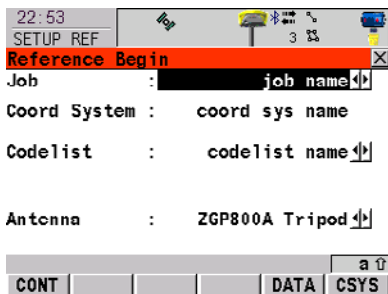 22:53
SETUP REF
3
Reference Begin
Job : job name
Coord System : coord sys name
Codelist : codelist name
Antenna : ZGP800A Tripod
a
CONT DATA CSYS